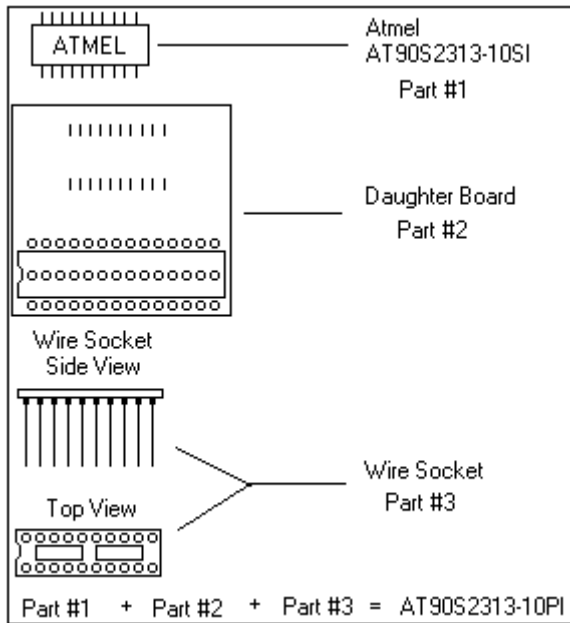 ATMEL
Atmel
AT90S2313-10SI
Part #1
Daughter Board
Part #2
Wire Socket
Side View
Wire Socket
Part #3
Top View
Part #1 + Part #2 + Part #3 = AT90S2313-10PI